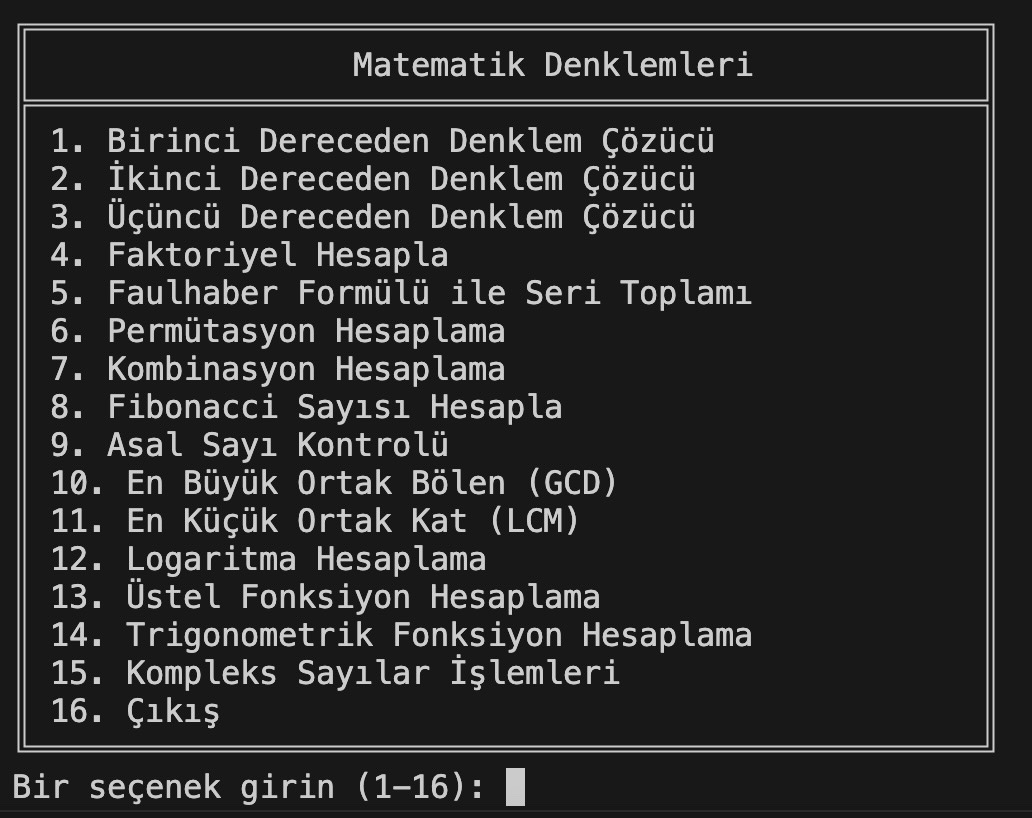 Matematik Denklemleri
1. Birinci Dereceden Denklem Çözücü
2. İkinci Dereceden Denklem Çözücü
3. Üçüncü Dereceden Denklem Çözücü
4. Faktoriyel Hesapla
5. Faulhaber Formülü ile Seri Toplamı
6. Permütasyon Hesaplama
7. Kombinasyon Hesaplama
8. Fibonacci Sayısı Hesapla
9. Asal Sayı Kontrolü
10. En Büyük Ortak Bölen (GCD)
11. En Küçük Ortak Kat (LCM)
12. Logaritma Hesaplama
13. Üstel Fonksiyon Hesaplama
14. Trigonometrik Fonksiyon Hesaplama
15. Kompleks Sayılar İşlemleri
16. Çıkış
Bir seçenek girin (1-16):